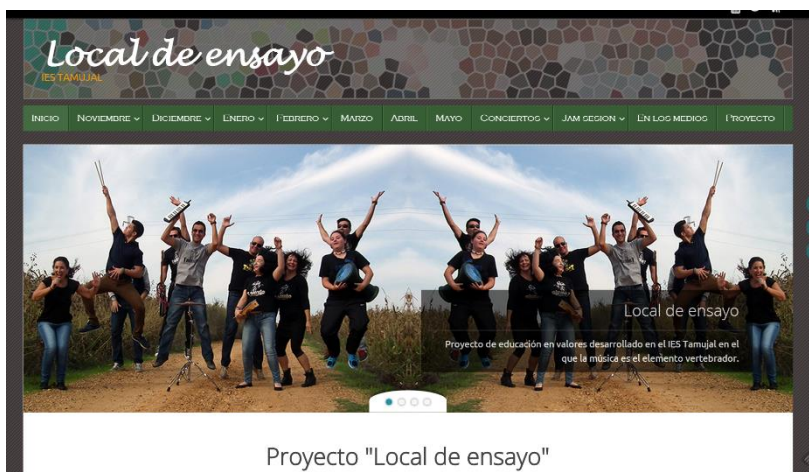 Local de ensayo
IES TAMUJAL
INICIO NOVIEMBRE DICIEMBRE ENERO FEBRERO MARZO ABRIL MAYO CONCIERTOS JAM SESION EN LOS MEDIOS PROYECTO
Local de ensayo
Proyecto de educación en valores desarrollado en el IES Tamujal en el
que la música es el elemento vertebrador.
Proyecto "Local de ensayo"